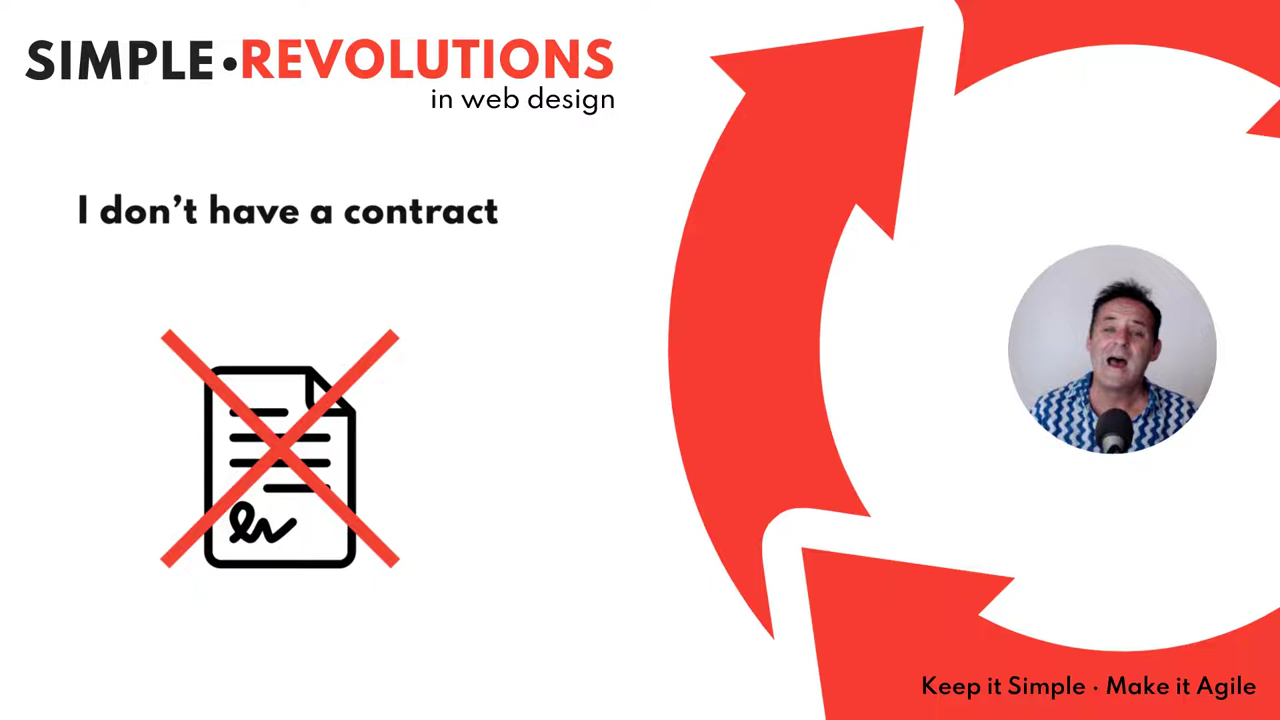 SIMPLE•REVOLUTIONS
in web design
I don't have a contract
Keep it Simple · Make it Agile